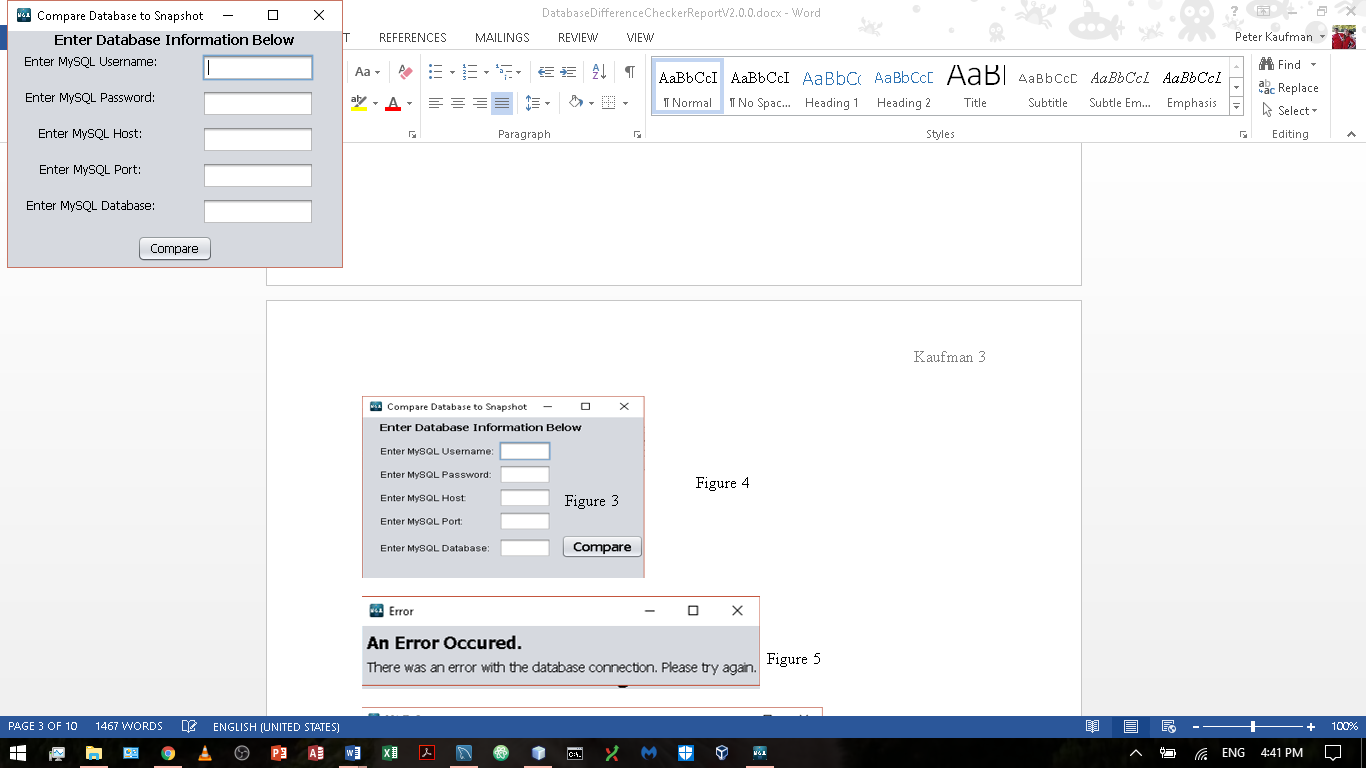 Compare Database to Snapshot
Enter Database Information Below
Enter MySQL Username:
Enter MySQL Password:
Enter MySQL Host:
Enter MySQL Port:
Enter MySQL Database:
Compare
DatabaseDifferenceCheckerReportV2.0.0.docx - Word
REFERENCES MAILINGS REVIEW VIEW
Peter Kaufman
Aa
AaBbCcI AaBbCcI AaBbCc AaBbCcD AaB AaBbCcD AaBbCcI AaBbCcI
¶ Normal ¶ No Spac... Heading 1 Heading 2 Title Subtitle Subtle Em... Emphasis
Find
Replace
Select
Paragraph Styles Editing
Kaufman 3
Compare Database to Snapshot
Enter Database Information Below
Enter MySQL Username:
Enter MySQL Password:
Enter MySQL Host:
Enter MySQL Port:
Enter MySQL Database:
Compare
Figure 3
Figure 4
Error
An Error Occured.
There was an error with the database connection. Please try again.
Figure 5
PAGE 3 OF 10 1467 WORDS ENGLISH (UNITED STATES) 100%
ENG 4:41 PM